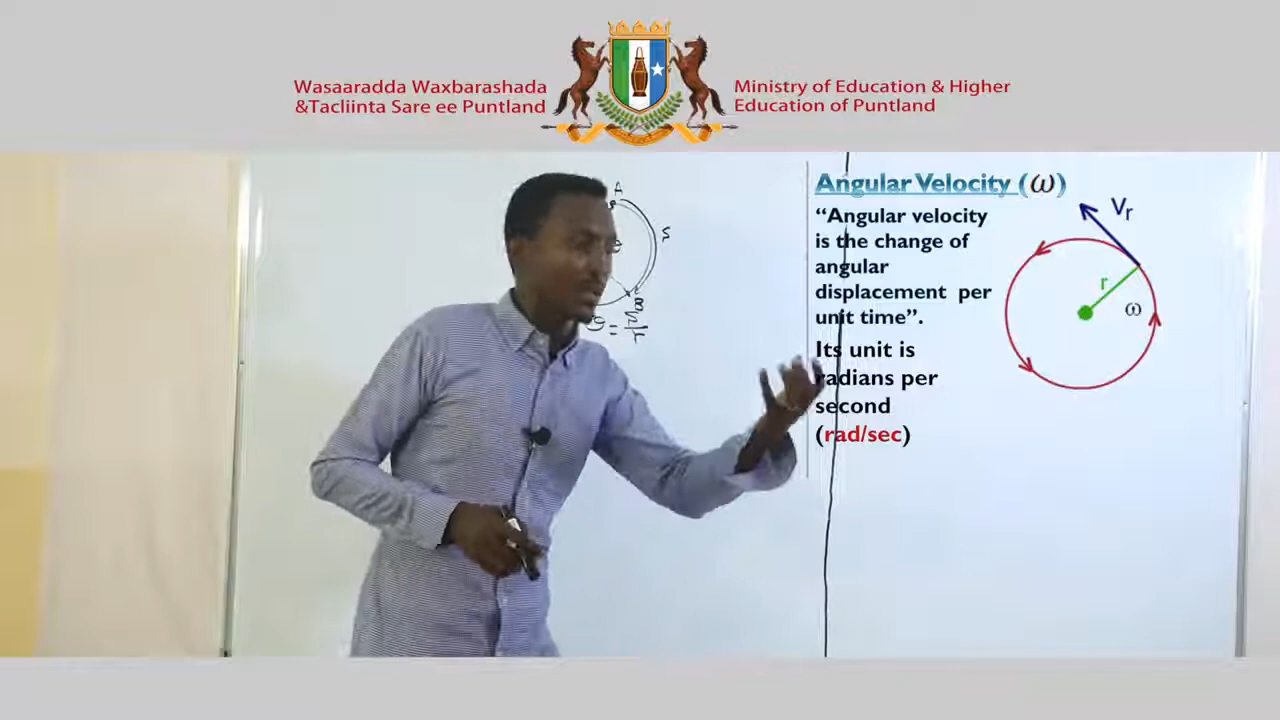 Wasaaradda Waxbarashada
&Tacliinta Sare ee Puntland
Ministry of Education & Higher
Education of Puntland
A
S
B
θ = S/r
Angular Velocity (ω)
“Angular velocity
is the change of
angular
displacement per
unit time”.
Its unit is
radians per
second
(rad/sec)
Vr
r
ω